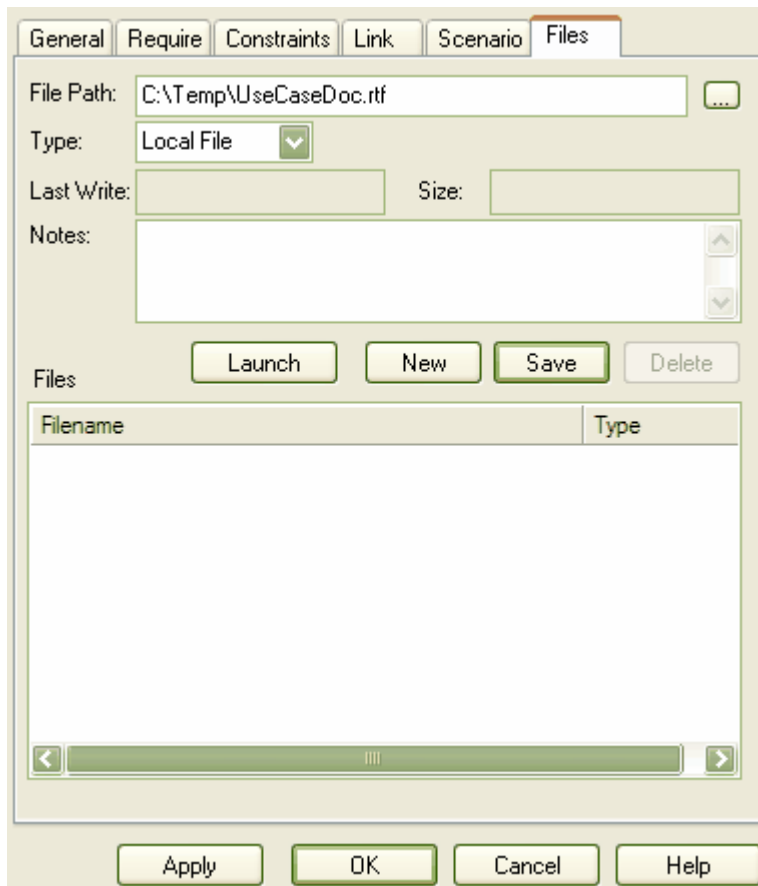 General Require Constraints Link Scenario Files
File Path: C:\Temp\UseCaseDoc.rtf ...
Type: Local File
Last Write: Size:
Notes:
Launch New Save Delete
Files
Filename Type
Apply OK Cancel Help